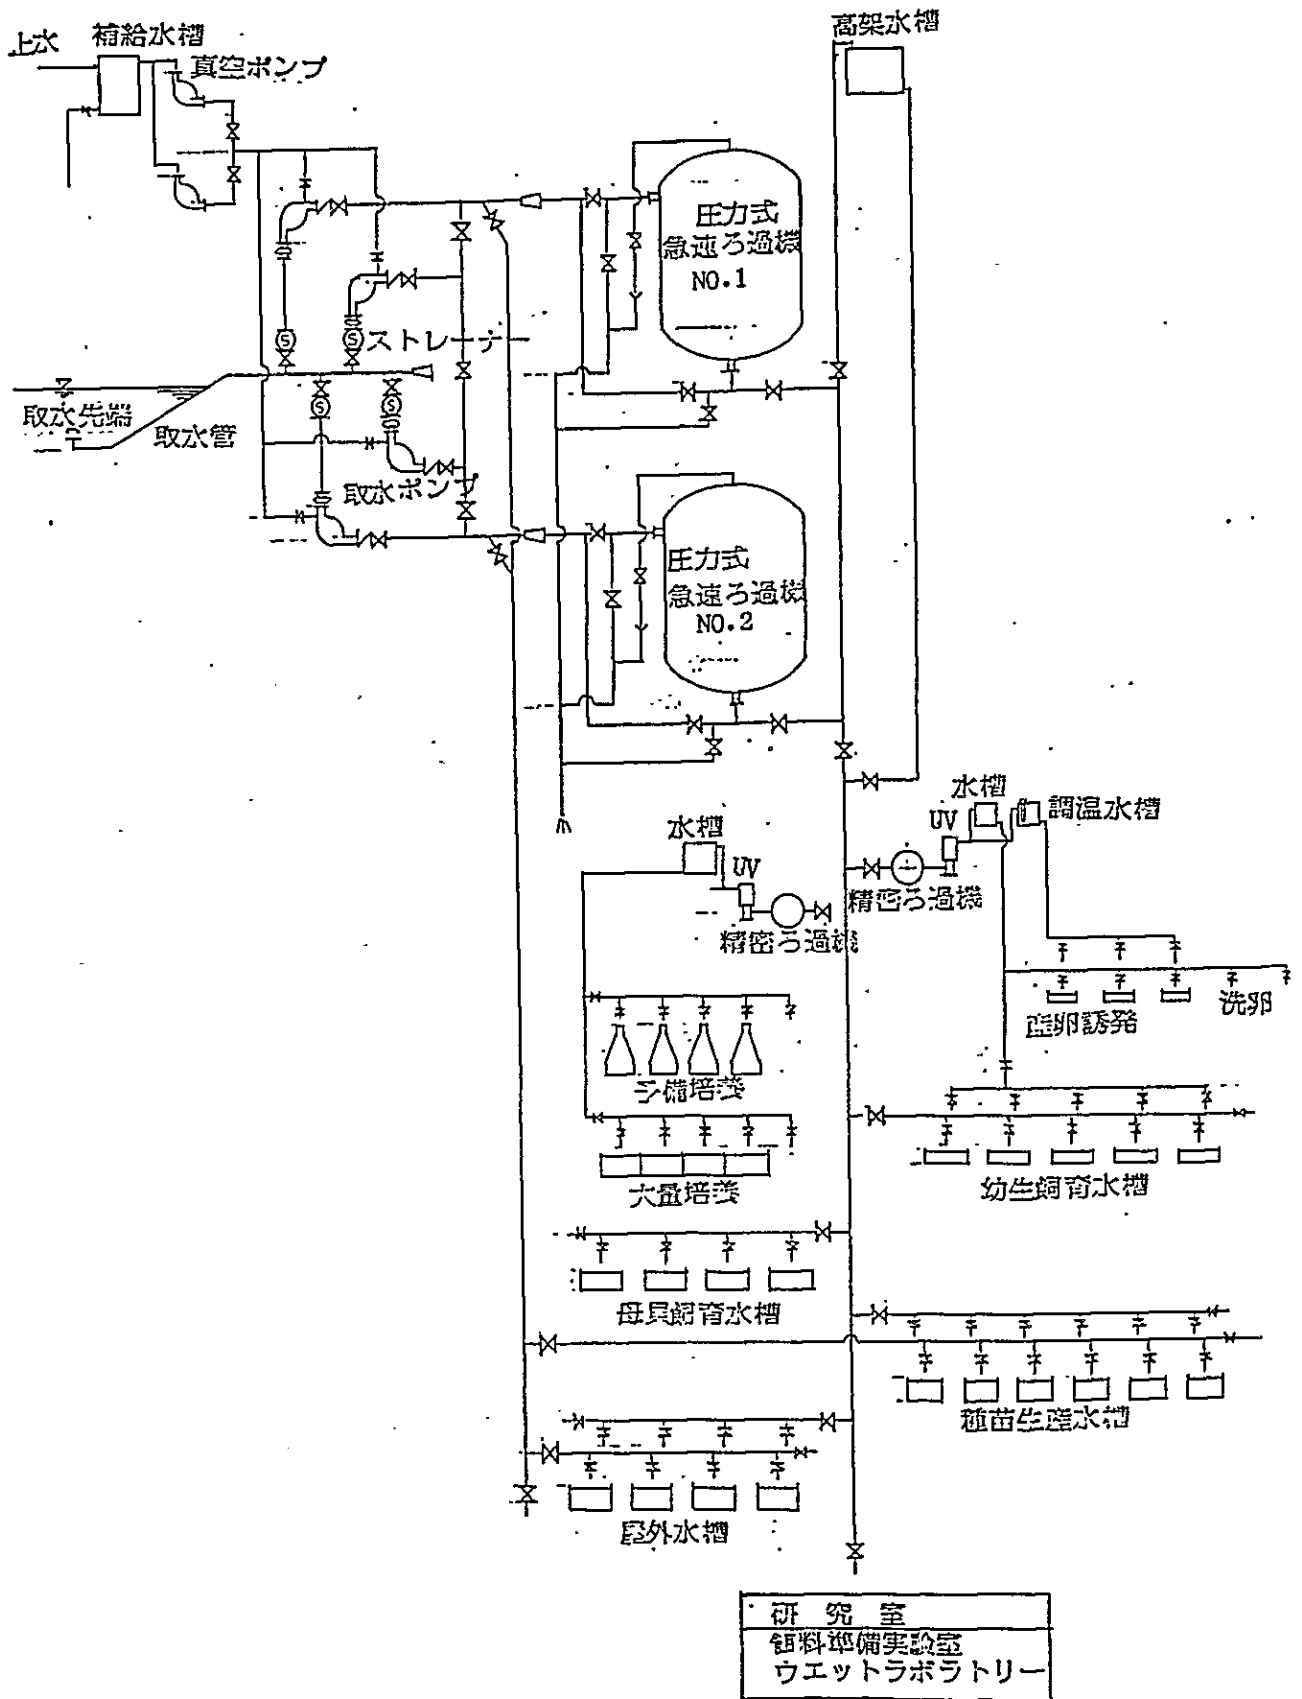 上水
補給水槽
真空ポンプ
高架水槽
圧力式
急速ろ過機
NO.1
ストレーナー
取水先端
取水管
取水ポンプ
圧力式
急速ろ過機
NO.2
水槽
UV
精密ろ過機
水槽
UV
調温水槽
精密ろ過機
産卵誘発
洗卵
予備培養
大量培養
幼生飼育水槽
母貝飼育水槽
種苗生産水槽
屋外水槽
研究室
餌料準備実験室
ウエットラボラトリー